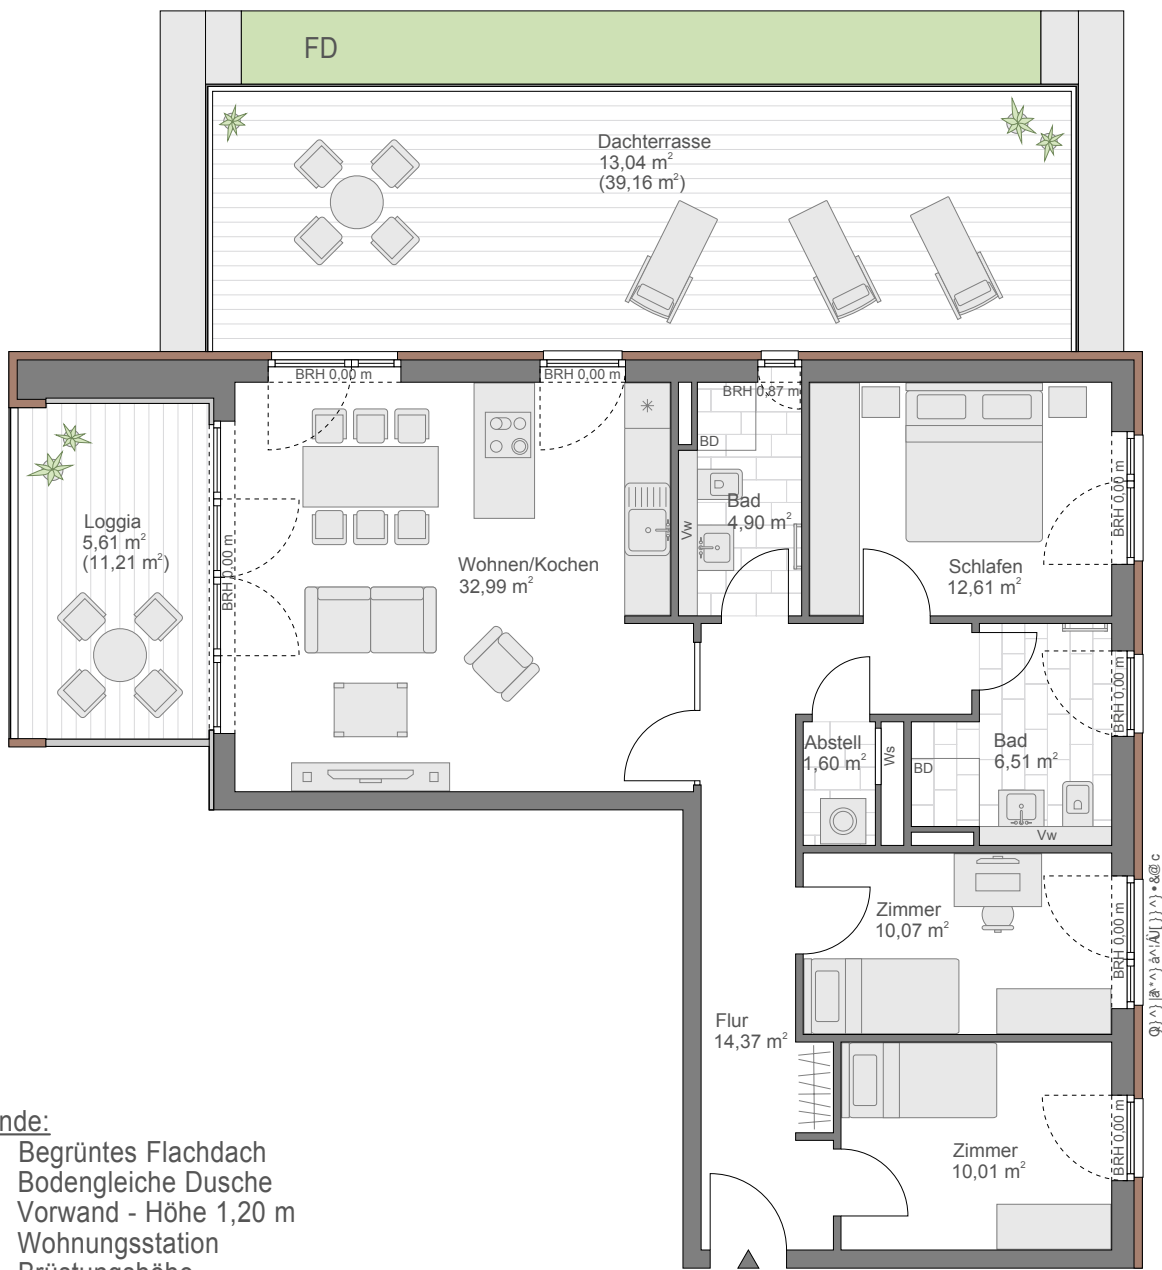 FD
Dachterrasse
13,04 m²
(39,16 m²)
BRH 0,00 m
BRH 0,00 m
BRH 0,87 m
BD
Bad
4,90 m²
Vw
Loggia
5,61 m²
(11,21 m²)
BRH 0,00 m
Wohnen/Kochen
32,99 m²
Schlafen
12,61 m²
BRH 0,00 m
BRH 0,00 m
Abstell
1,60 m²
Ws
BD
Bad
6,51 m²
Vw
Zimmer
10,07 m²
BRH 0,00 m
Flur
14,37 m²
Zimmer
10,01 m²
BRH 0,00 m
nde:
Begrüntes Flachdach
Bodengleiche Dusche
Vorwand - Höhe 1,20 m
Wohnungsstation
Brüstungshöhe